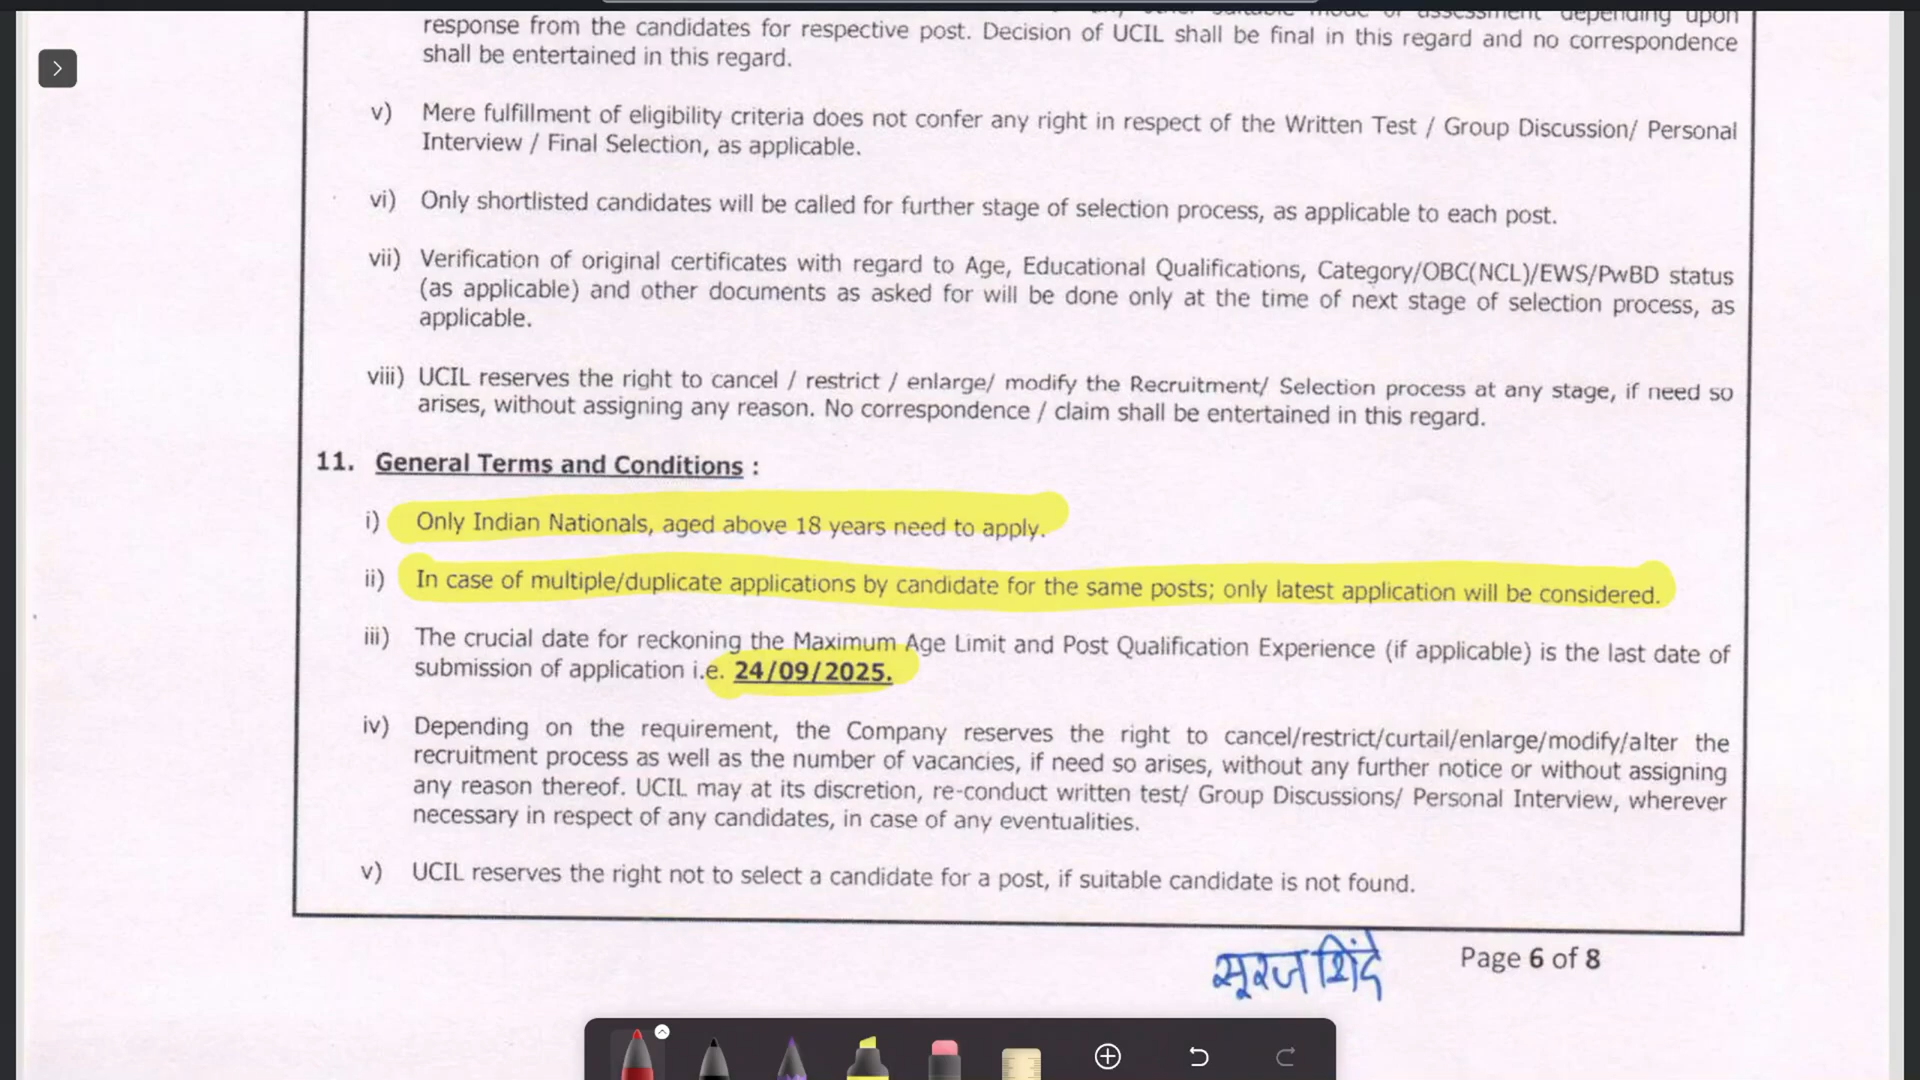 response from the candidates for respective post. Decision of UCIL shall be final in this regard and no correspondence
shall be entertained in this regard.
v) Mere fulfillment of eligibility criteria does not confer any right in respect of the Written Test / Group Discussion/ Personal
Interview / Final Selection, as applicable.
vi) Only shortlisted candidates will be called for further stage of selection process, as applicable to each post.
vii) Verification of original certificates with regard to Age, Educational Qualifications, Category/OBC(NCL)/EWS/PwBD status
(as applicable) and other documents as asked for will be done only at the time of next stage of selection process, as
applicable.
viii) UCIL reserves the right to cancel / restrict / enlarge/ modify the Recruitment/ Selection process at any stage, if need so
arises, without assigning any reason. No correspondence / claim shall be entertained in this regard.
11. General Terms and Conditions :
i) Only Indian Nationals, aged above 18 years need to apply.
ii) In case of multiple/duplicate applications by candidate for the same posts; only latest application will be considered.
iii) The crucial date for reckoning the Maximum Age Limit and Post Qualification Experience (if applicable) is the last date of
submission of application i.e. 24/09/2025.
iv) Depending on the requirement, the Company reserves the right to cancel/restrict/curtail/enlarge/modify/alter the
recruitment process as well as the number of vacancies, if need so arises, without any further notice or without assigning
any reason thereof. UCIL may at its discretion, re-conduct written test/ Group Discussions/ Personal Interview, wherever
necessary in respect of any candidates, in case of any eventualities.
v) UCIL reserves the right not to select a candidate for a post, if suitable candidate is not found.
सूरज शिंदे Page 6 of 8